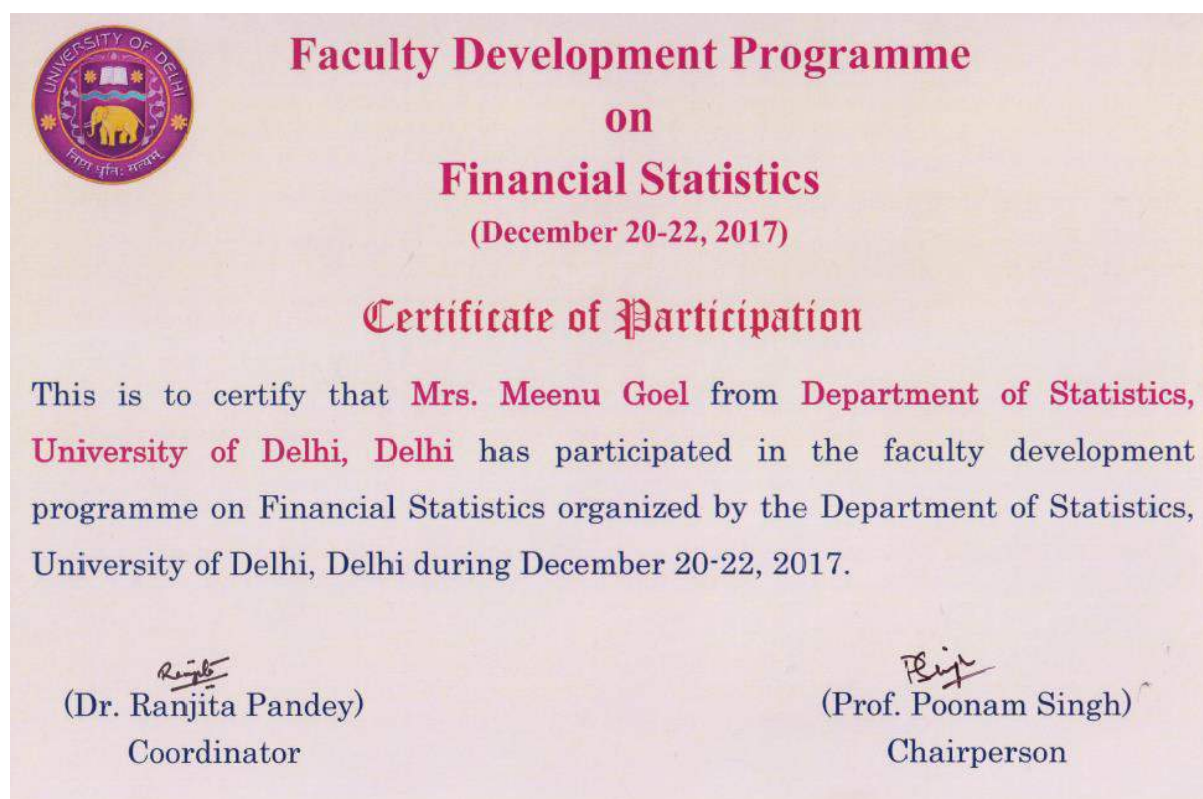 UNIVERSITY OF DELHI
निष्ठा धृति: सत्यम्
Faculty Development Programme
on
Financial Statistics
(December 20-22, 2017)
Certificate of Participation
This is to certify that Mrs. Meenu Goel from Department of Statistics,
University of Delhi, Delhi has participated in the faculty development
programme on Financial Statistics organized by the Department of Statistics,
University of Delhi, Delhi during December 20-22, 2017.
(Dr. Ranjita Pandey)
Coordinator
(Prof. Poonam Singh)
Chairperson